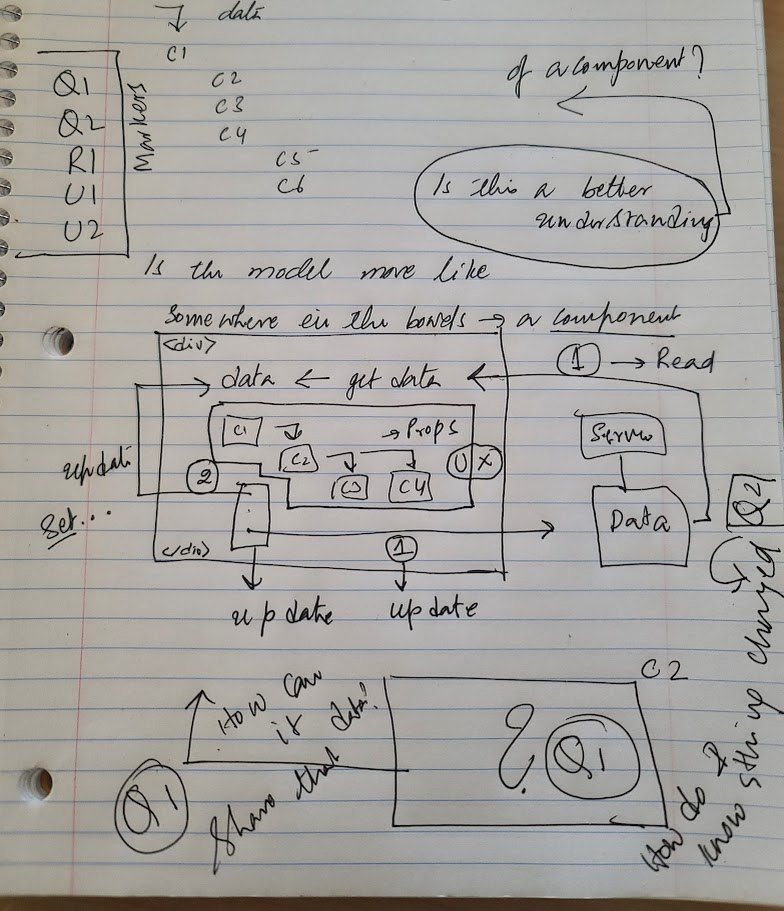 data
C1
C2
C3
C4
C5
C6
Q1
Q2
R1
U1
U2
Markers
of a component?
Is this a better
understanding
Is the model more like
Somewhere in the bowels → a component
<div>
1 → Read
data ← get data
C1
→ Props
C2
C3
C4
U X
2
update
Set...
Server
Data
Q2
1
</div>
update
update
C2
How can
it data?
Share that
Q1
? Q1
How do I
know string changed